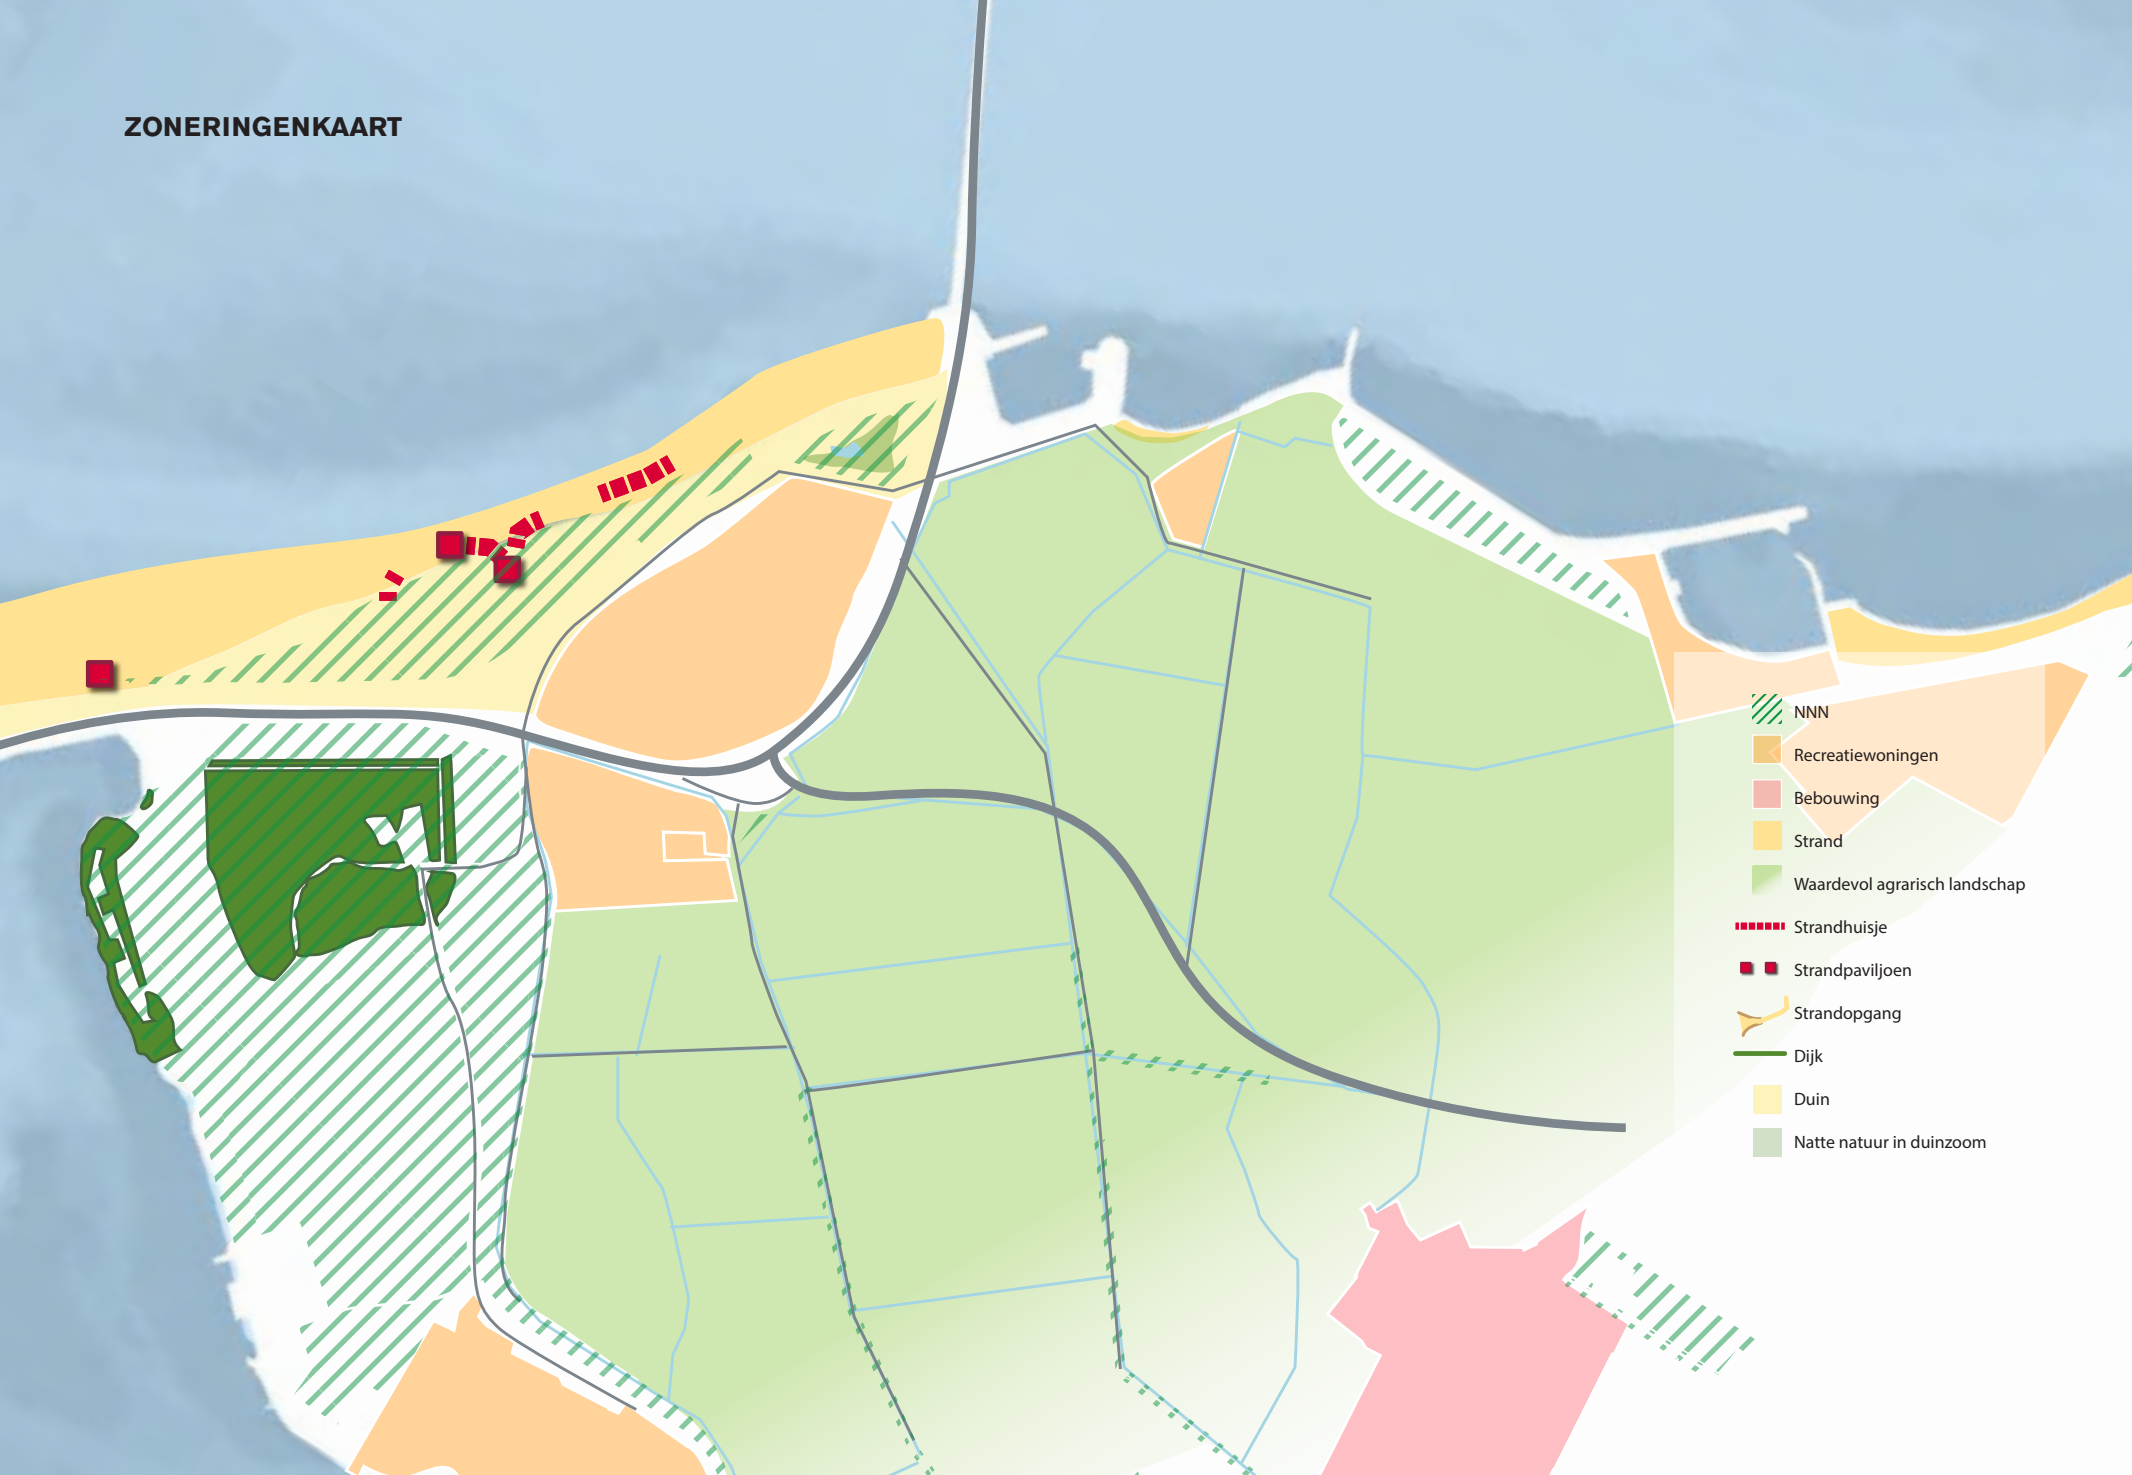 ZONERINGENKAART
NNN
Recreatiewoningen
Bebouwing
Strand
Waardevol agrarisch landschap
Strandhuisje
Strandpaviljoen
Strandopgang
Dijk
Duin
Natte natuur in duinzoom